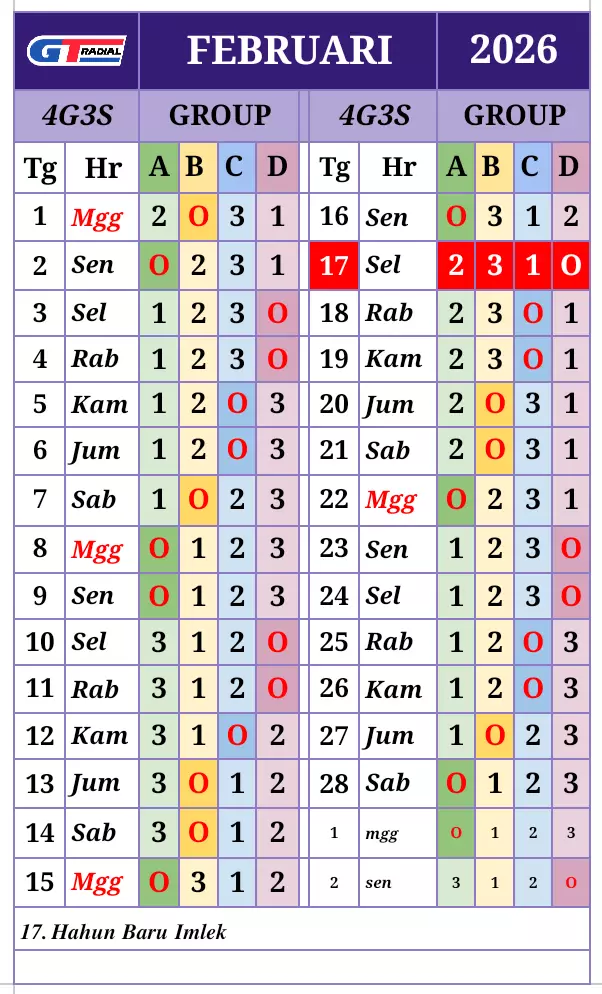 GT RADIAL FEBRUARI 2026
4G3S GROUP 4G3S GROUP
Tg Hr A B C D Tg Hr A B C D
1 Mgg 2 O 3 1 16 Sen O 3 1 2
2 Sen O 2 3 1 17 Sel 2 3 1 O
3 Sel 1 2 3 O 18 Rab 2 3 O 1
4 Rab 1 2 3 O 19 Kam 2 3 O 1
5 Kam 1 2 O 3 20 Jum 2 O 3 1
6 Jum 1 2 O 3 21 Sab 2 O 3 1
7 Sab 1 O 2 3 22 Mgg O 2 3 1
8 Mgg O 1 2 3 23 Sen 1 2 3 O
9 Sen O 1 2 3 24 Sel 1 2 3 O
10 Sel 3 1 2 O 25 Rab 1 2 O 3
11 Rab 3 1 2 O 26 Kam 1 2 O 3
12 Kam 3 1 O 2 27 Jum 1 O 2 3
13 Jum 3 O 1 2 28 Sab O 1 2 3
14 Sab 3 O 1 2 1 mgg O 1 2 3
15 Mgg O 3 1 2 2 sen 3 1 2 O
17. Hahun Baru Imlek